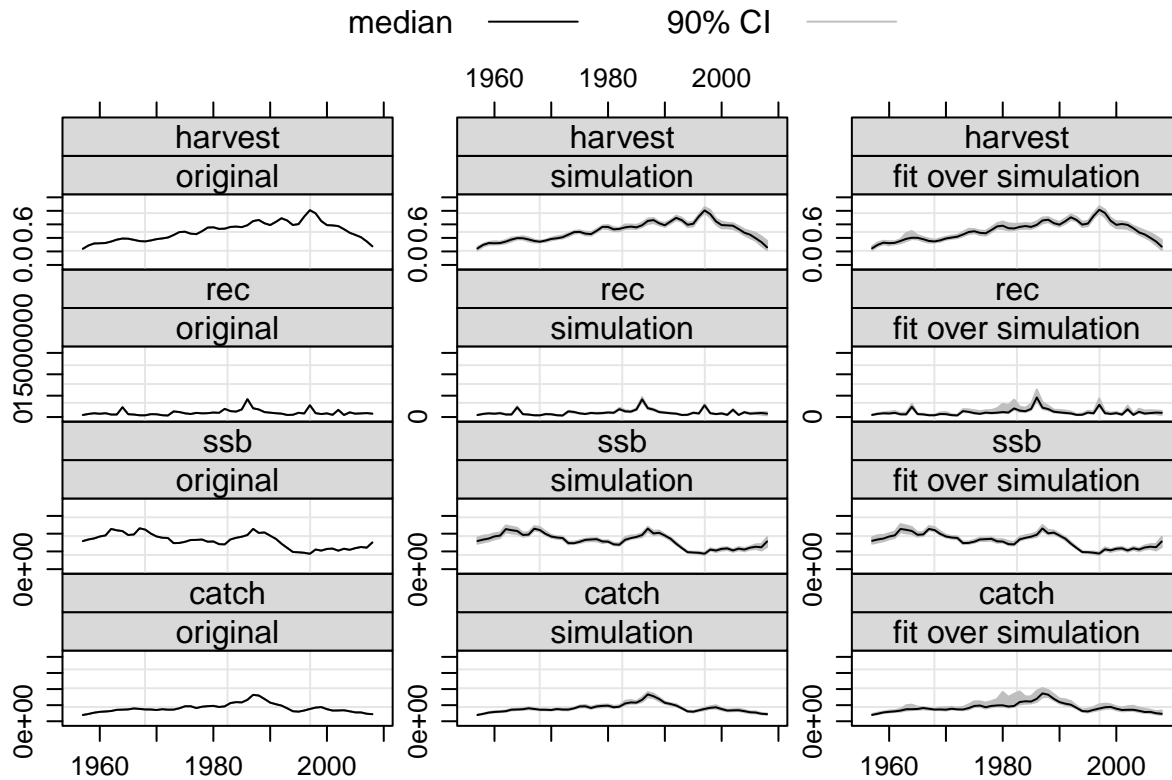 median 90% CI
1960 1980 2000
harvest harvest harvest
original simulation fit over simulation
0.0 0.6 0.0 0.6 0.0 0.6
rec rec rec
original simulation fit over simulation
0 15000000 0 0
ssb ssb ssb
original simulation fit over simulation
0e+00 0e+00 0e+00
catch catch catch
original simulation fit over simulation
0e+00 0e+00 0e+00
1960 1980 2000 1960 1980 2000